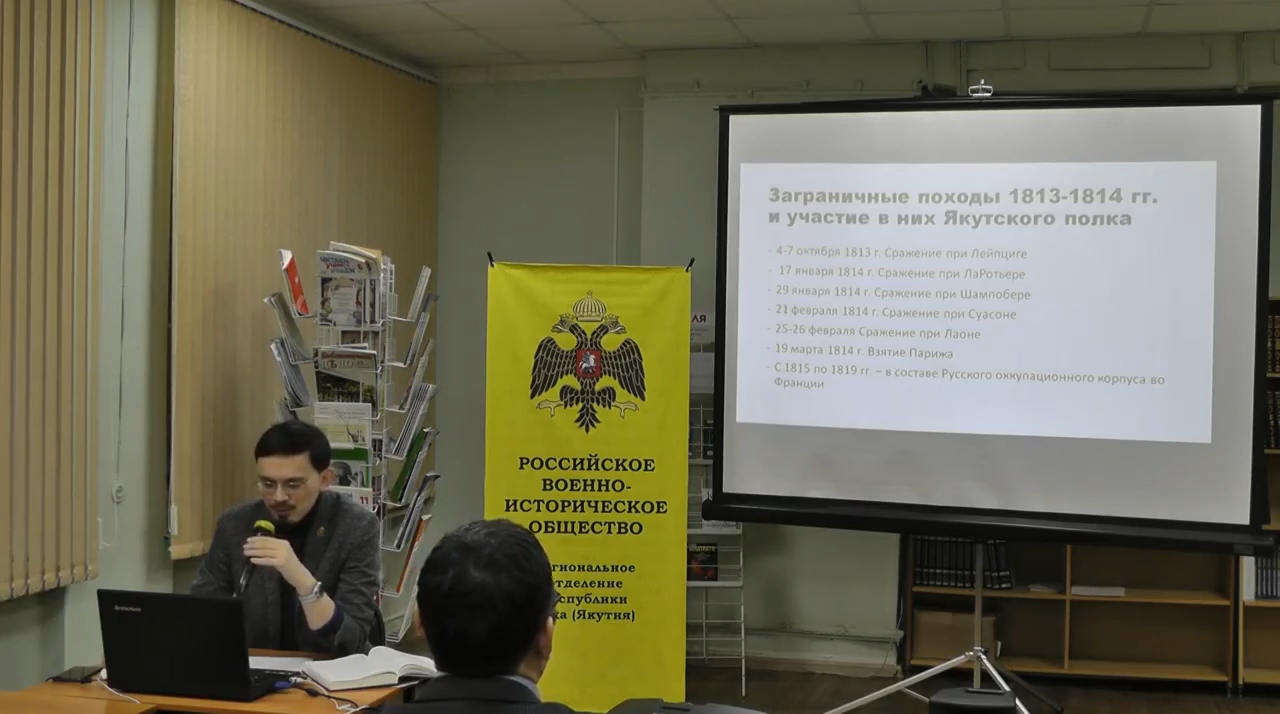 Заграничные походы 1813-1814 гг.
и участие в них Якутского полка
- 4-7 октября 1813 г. Сражение при Лейпциге
- 17 января 1814 г. Сражение при ЛаРотьере
- 29 января 1814 г. Сражение при Шампобере
- 21 февраля 1814 г. Сражение при Суасоне
- 25-26 февраля Сражение при Лаоне
- 19 марта 1814 г. Взятие Парижа
- С 1815 по 1819 гг. – в составе Русского оккупационного корпуса во
Франции
РОССИЙСКОЕ
ВОЕННО-
ИСТОРИЧЕСКОЕ
ОБЩЕСТВО
гиональное
тделение
спублики
ха (Якутия)
Lenovo
11